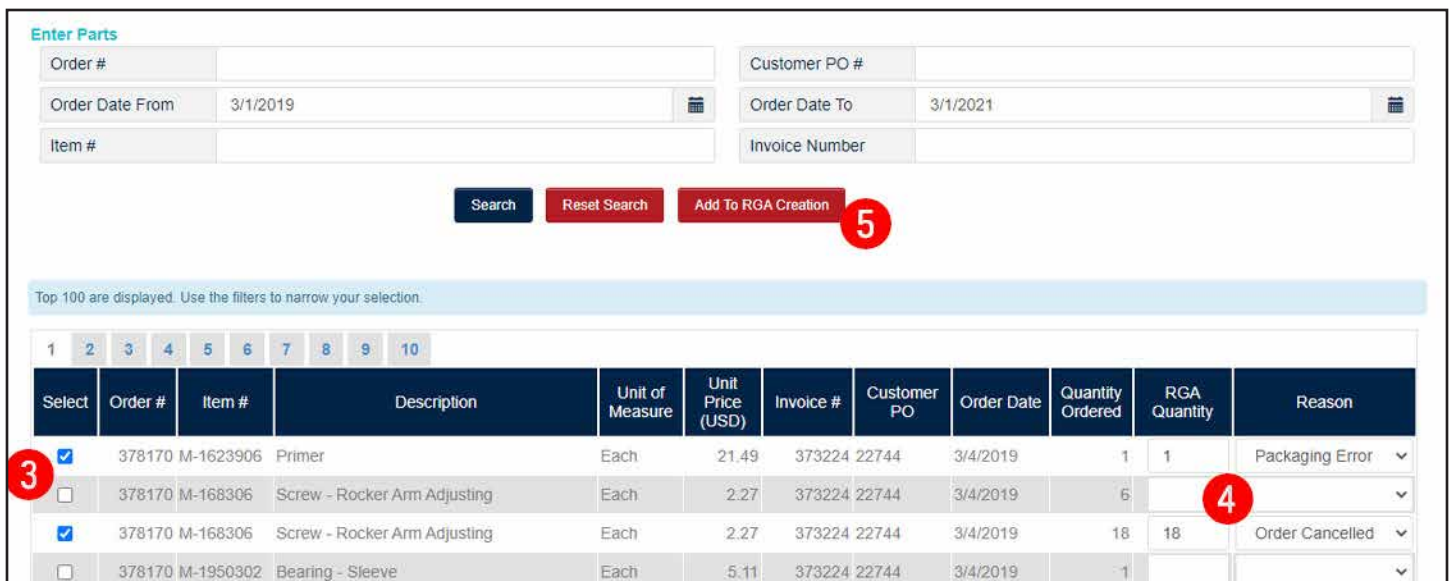 Enter Parts
Order # Customer PO #
Order Date From 3/1/2019 Order Date To 3/1/2021
Item # Invoice Number
Search Reset Search Add To RGA Creation
5
Top 100 are displayed. Use the filters to narrow your selection.
1 2 3 4 5 6 7 8 9 10
Select Order # Item # Description Unit of Measure Unit Price (USD) Invoice # Customer PO Order Date Quantity Ordered RGA Quantity Reason
378170 M-1623906 Primer Each 21.49 373224 22744 3/4/2019 1 1 Packaging Error
3
378170 M-168306 Screw - Rocker Arm Adjusting Each 2.27 373224 22744 3/4/2019 6
4
378170 M-168306 Screw - Rocker Arm Adjusting Each 2.27 373224 22744 3/4/2019 18 18 Order Cancelled
378170 M-1950302 Bearing - Sleeve Each 5.11 373224 22744 3/4/2019 1